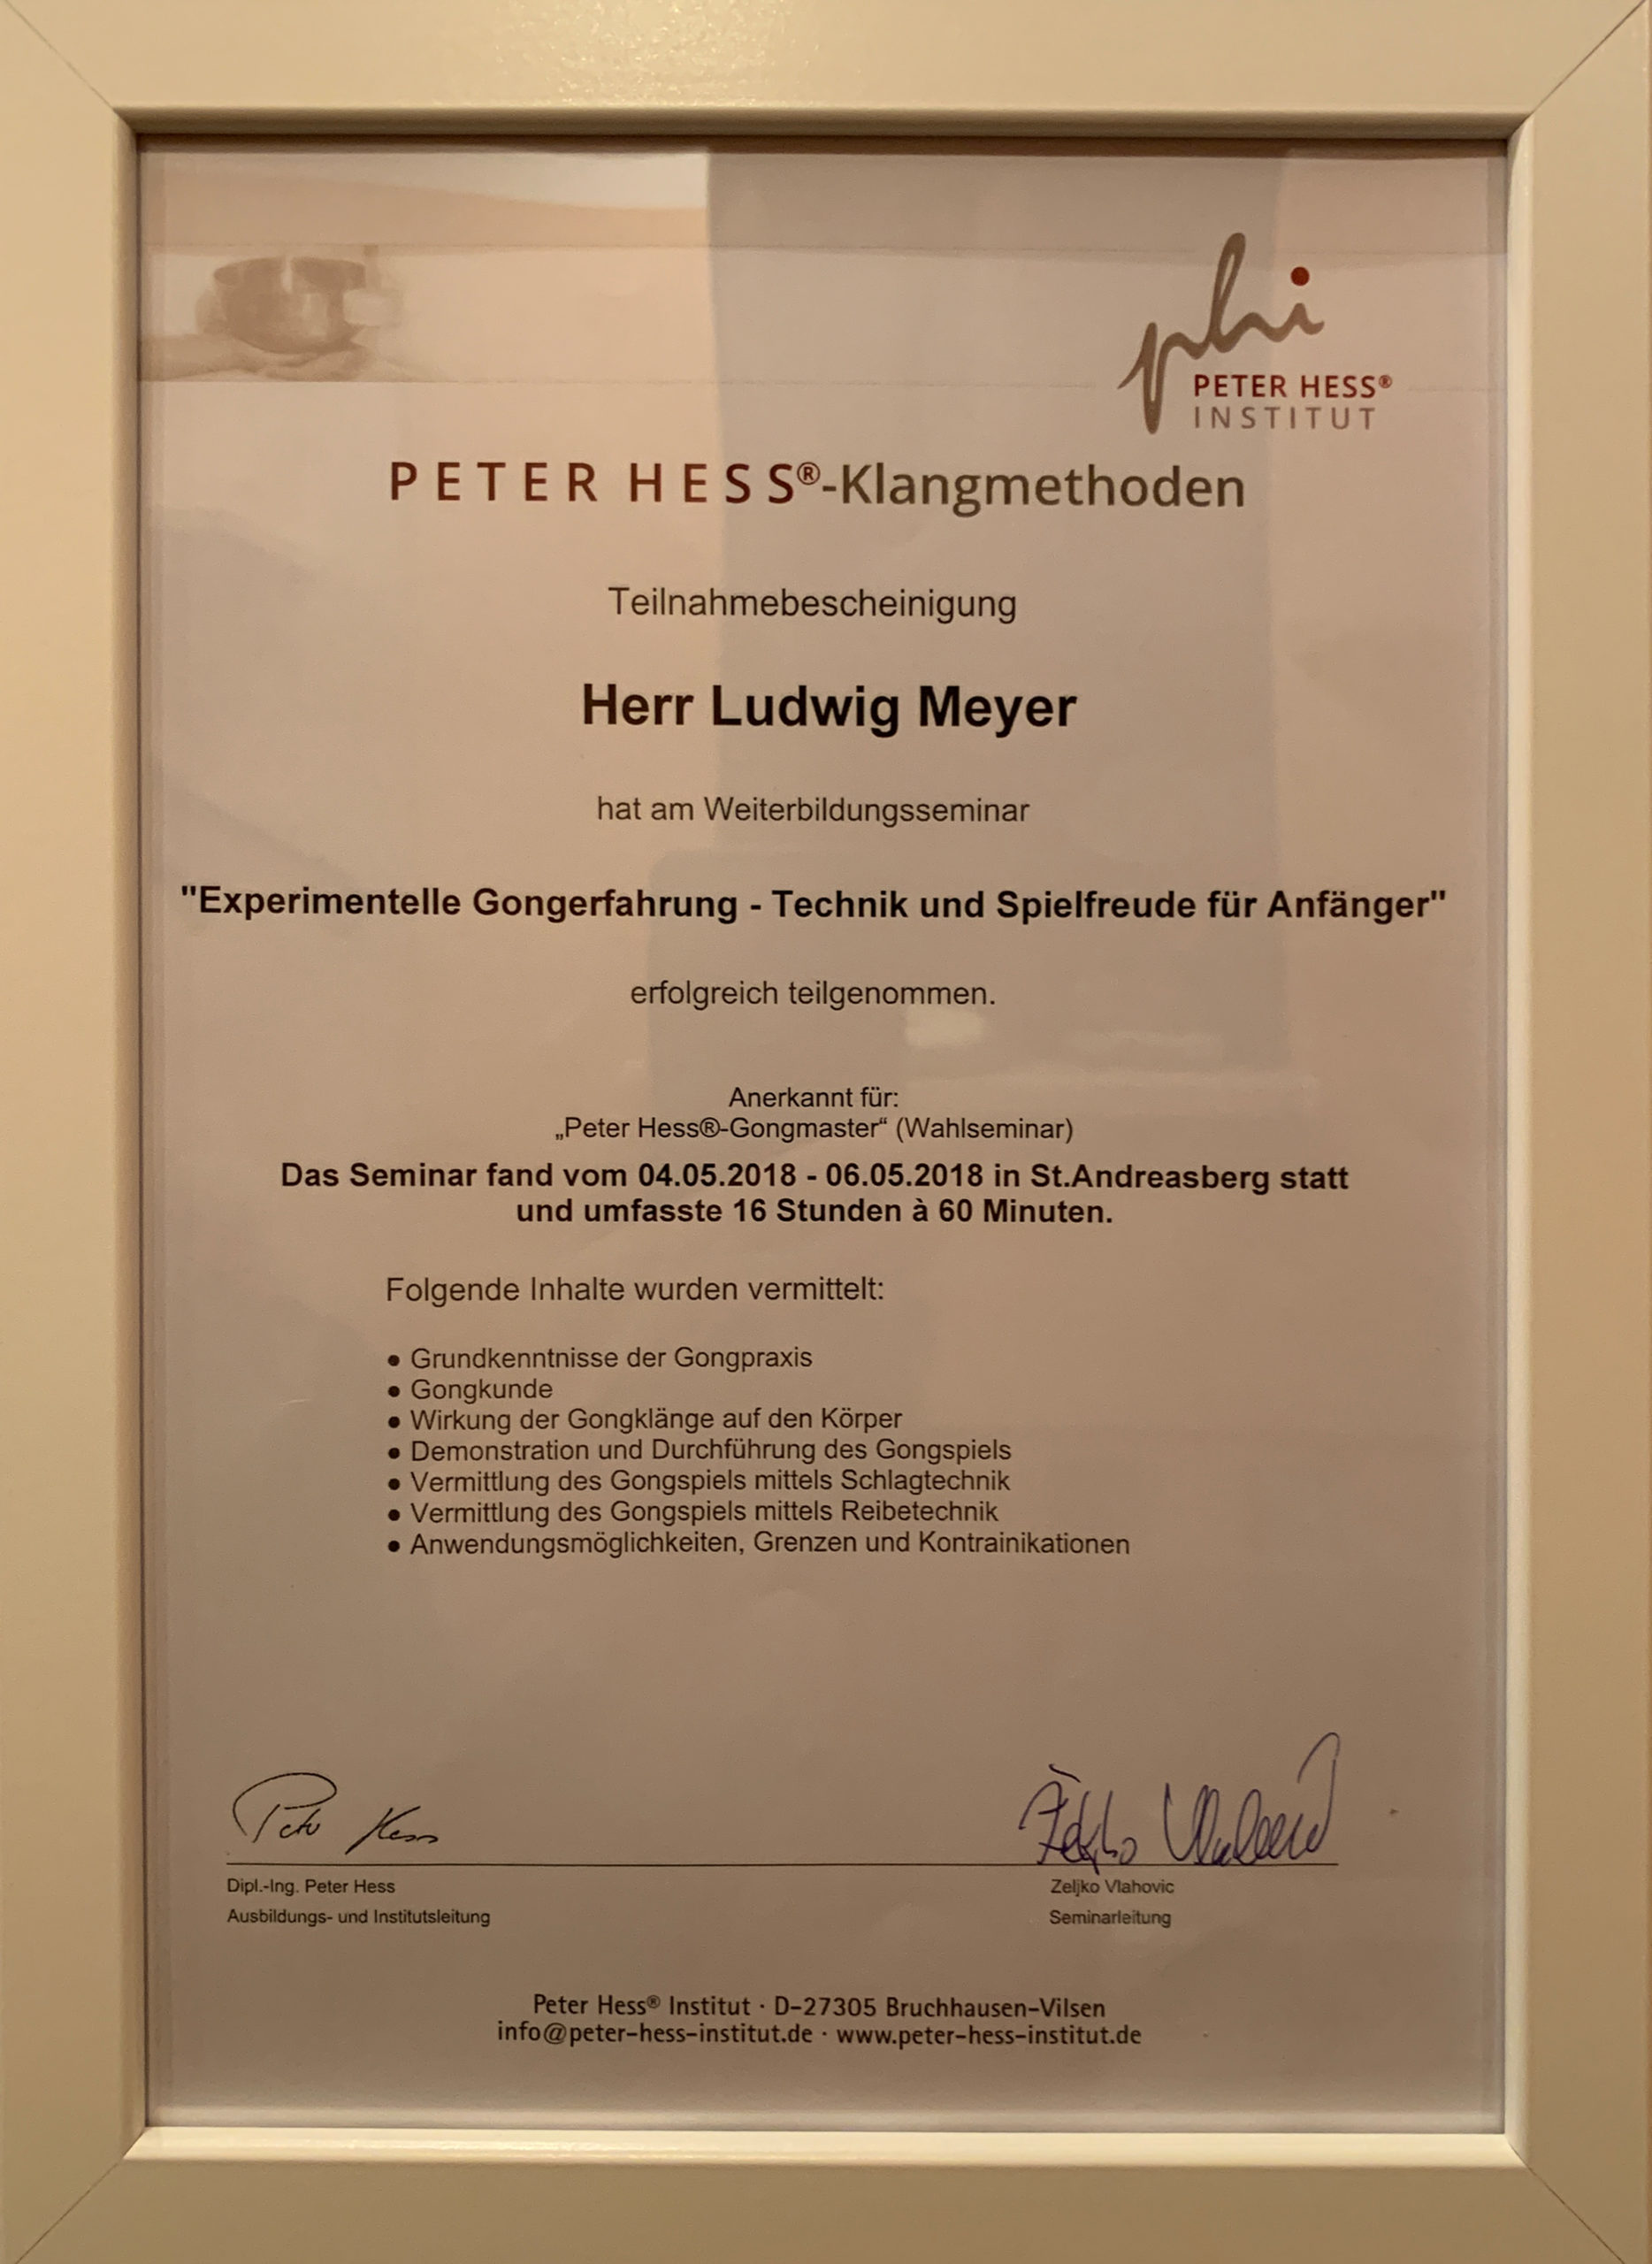 phi
PETER HESS®
INSTITUT
PETER HESS®-Klangmethoden
Teilnahmebescheinigung
Herr Ludwig Meyer
hat am Weiterbildungsseminar
"Experimentelle Gongerfahrung - Technik und Spielfreude für Anfänger"
erfolgreich teilgenommen.
Anerkannt für:
„Peter Hess®-Gongmaster“ (Wahlseminar)
Das Seminar fand vom 04.05.2018 - 06.05.2018 in St.Andreasberg statt
und umfasste 16 Stunden à 60 Minuten.
Folgende Inhalte wurden vermittelt:
• Grundkenntnisse der Gongpraxis
• Gongkunde
• Wirkung der Gongklänge auf den Körper
• Demonstration und Durchführung des Gongspiels
• Vermittlung des Gongspiels mittels Schlagtechnik
• Vermittlung des Gongspiels mittels Reibetechnik
• Anwendungsmöglichkeiten, Grenzen und Kontrainikationen
Peter Hess Zeljko Vlahovic
Dipl.-Ing. Peter Hess Zeljko Vlahovic
Ausbildungs- und Institutsleitung Seminarleitung
Peter Hess® Institut · D-27305 Bruchhausen-Vilsen
info@peter-hess-institut.de · www.peter-hess-institut.de